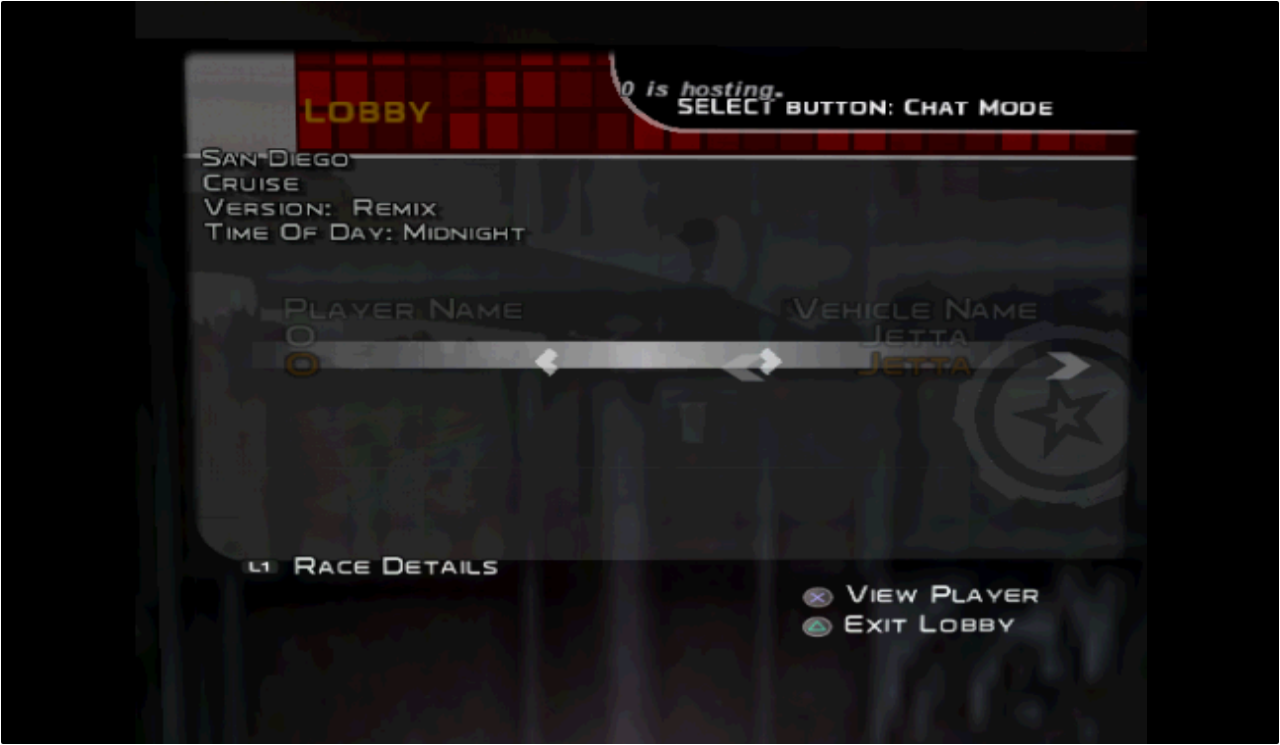 0 is hosting.
LOBBY
SELECT BUTTON: CHAT MODE
SAN DIEGO
CRUISE
VERSION: REMIX
TIME OF DAY: MIDNIGHT
PLAYER NAME VEHICLE NAME
O JETTA
O JETTA
L1 RACE DETAILS
VIEW PLAYER
EXIT LOBBY